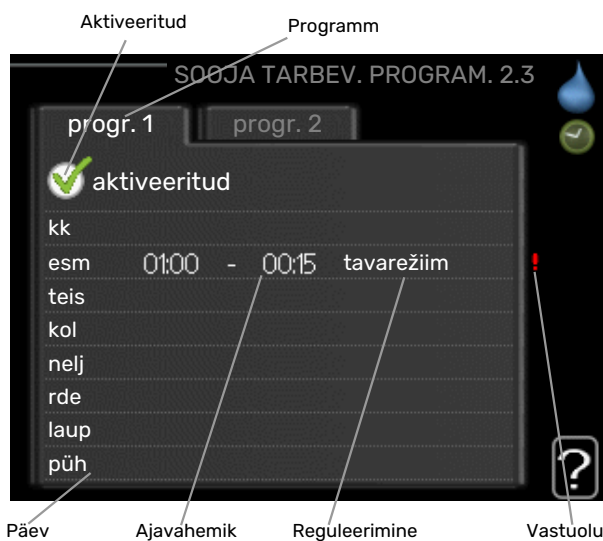 Aktiveeritud
Programm
SOOJA TARBEV. PROGRAM. 2.3
progr. 1
progr. 2
aktiveeritud
kk
esm 01:00 - 00:15 tavarežiim !
teis
kol
nelj
rde
laup
püh
?
Päev Ajavahemik Reguleerimine Vastuolu